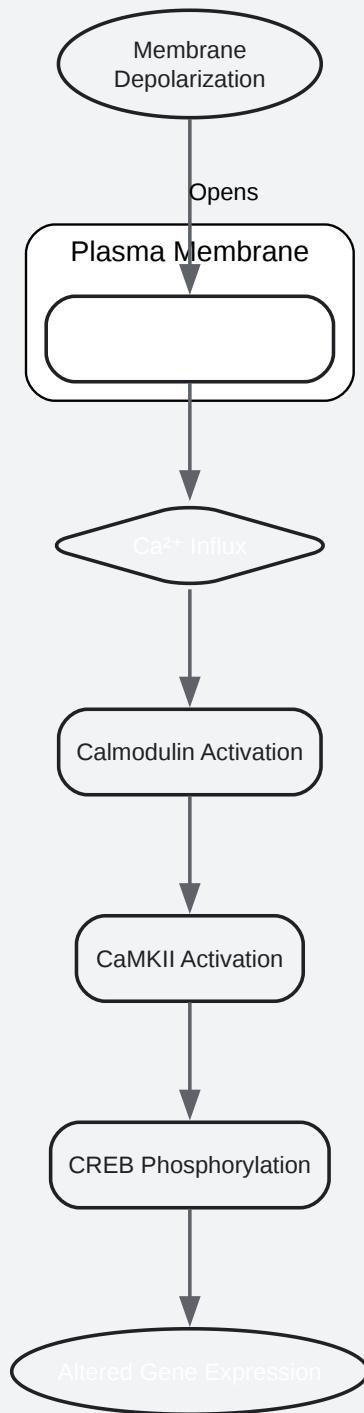 Membrane
Depolarization
Opens
Plasma Membrane
Ca²⁺ Influx
Calmodulin Activation
CaMKII Activation
CREB Phosphorylation
Altered Gene Expression